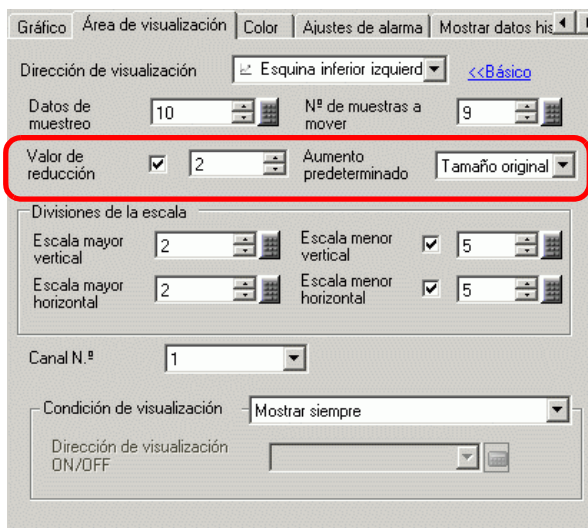 Gráfico Área de visualización Color Ajustes de alarma Mostrar datos his
Dirección de visualización Esquina inferior izquierd <<Básico
Datos de muestreo 10 Nº de muestras a mover 9
Valor de reducción 2 Aumento predeterminado Tamaño original
Divisiones de la escala
Escala mayor vertical 2 Escala menor vertical 5
Escala mayor horizontal 2 Escala menor horizontal 5
Canal N.º 1
Condición de visualización Mostrar siempre
Dirección de visualización
ON/OFF